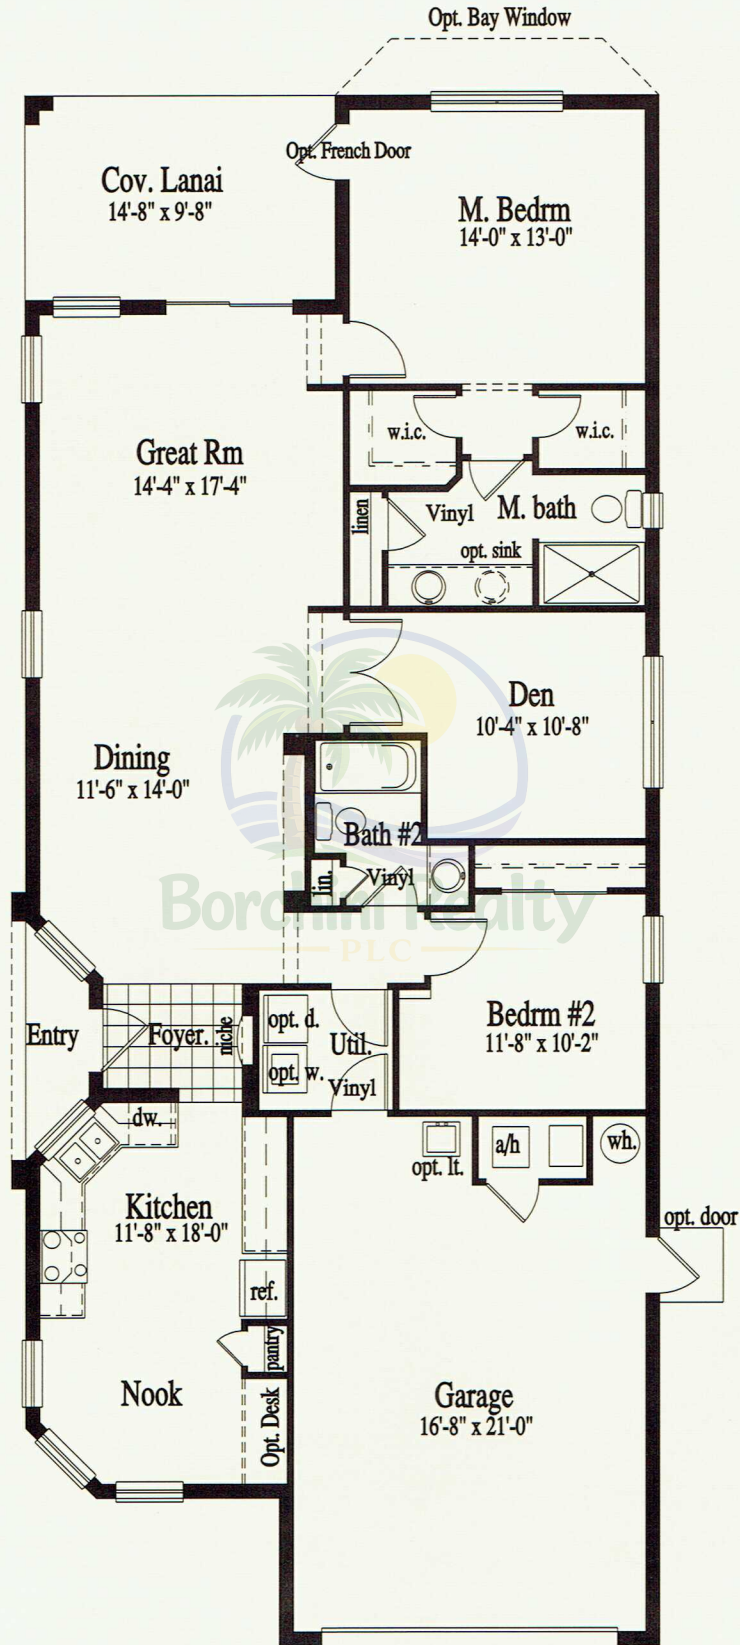 Opt. Bay Window
Opt. French Door
Cov. Lanai
14'-8" x 9'-8"
M. Bedrm
14'-0" x 13'-0"
w.i.c.
w.i.c.
Great Rm
14'-4" x 17'-4"
linen
Vinyl
M. bath
opt. sink
Den
10'-4" x 10'-8"
Dining
11'-6" x 14'-0"
Bath #2
lin.
Vinyl
Borchini Realty
PLC
Entry
Foyer.
niche
opt. d.
opt. w.
Util.
Vinyl
Bedrm #2
11'-8" x 10'-2"
dw.
opt. lt.
a/h
wh.
Kitchen
11'-8" x 18'-0"
opt. door
ref.
pantry
Nook
Opt. Desk
Garage
16'-8" x 21'-0"